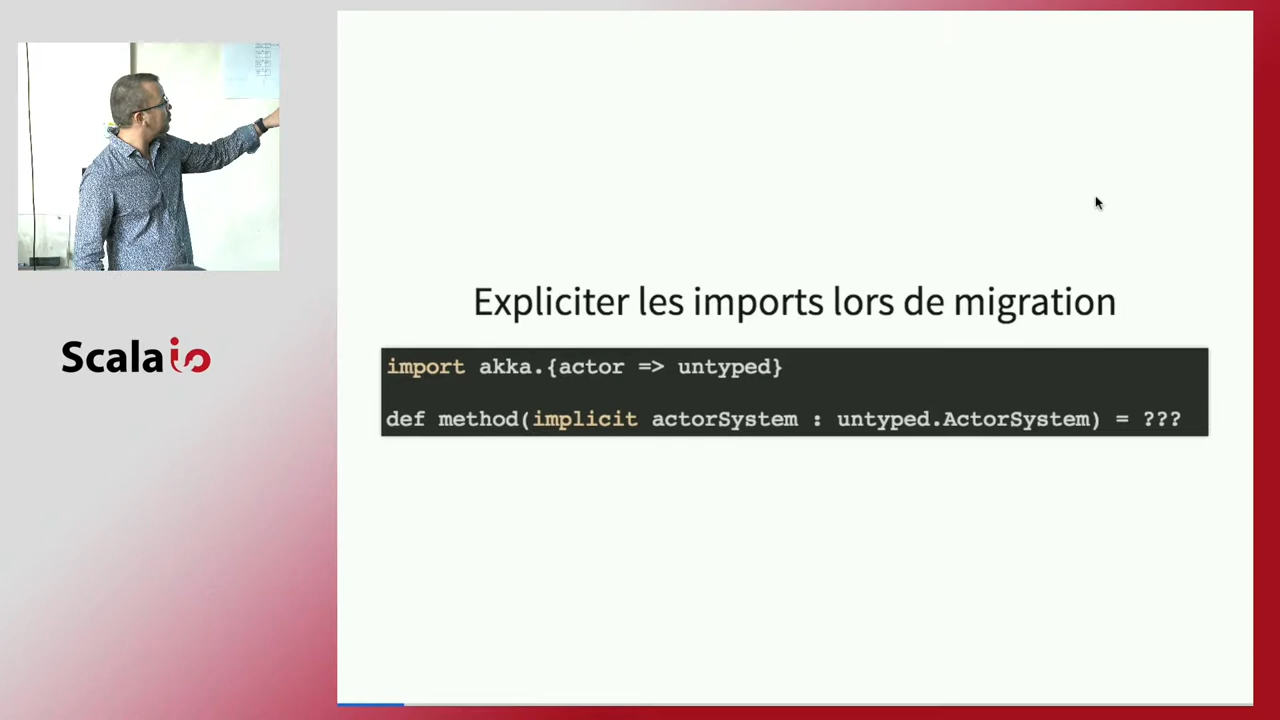 Scalaio
Expliciter les imports lors de migration
import akka.{actor => untyped}
def method(implicit actorSystem : untyped.ActorSystem) = ???